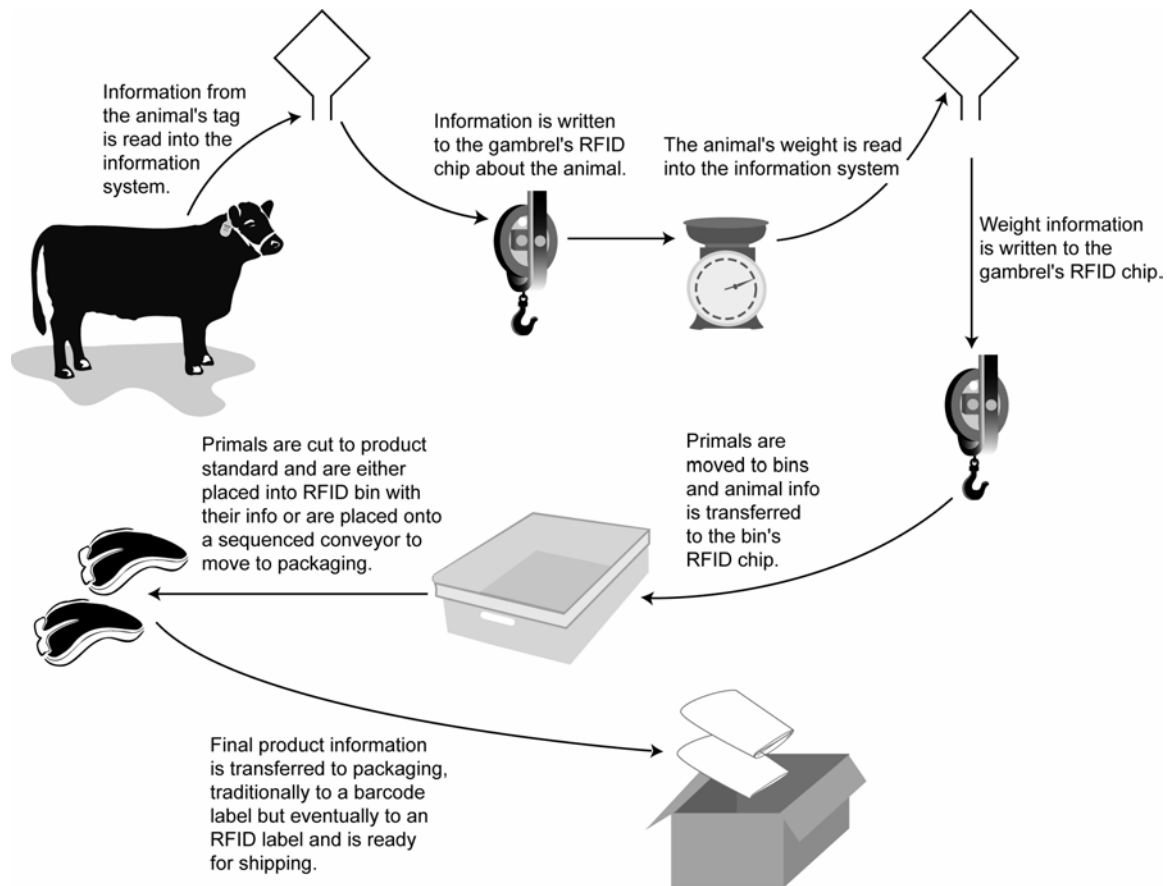 Information from
the animal's tag
is read into the
information
system.
Information is written
to the gambrel's RFID
chip about the animal.
The animal's weight is read
into the information system
Weight information
is written to the
gambrel's RFID chip.
Primals are
moved to bins
and animal info
is transferred
to the bin's
RFID chip.
Primals are cut to product
standard and are either
placed into RFID bin with
their info or are placed onto
a sequenced conveyor to
move to packaging.
Final product information
is transferred to packaging,
traditionally to a barcode
label but eventually to an
RFID label and is ready
for shipping.